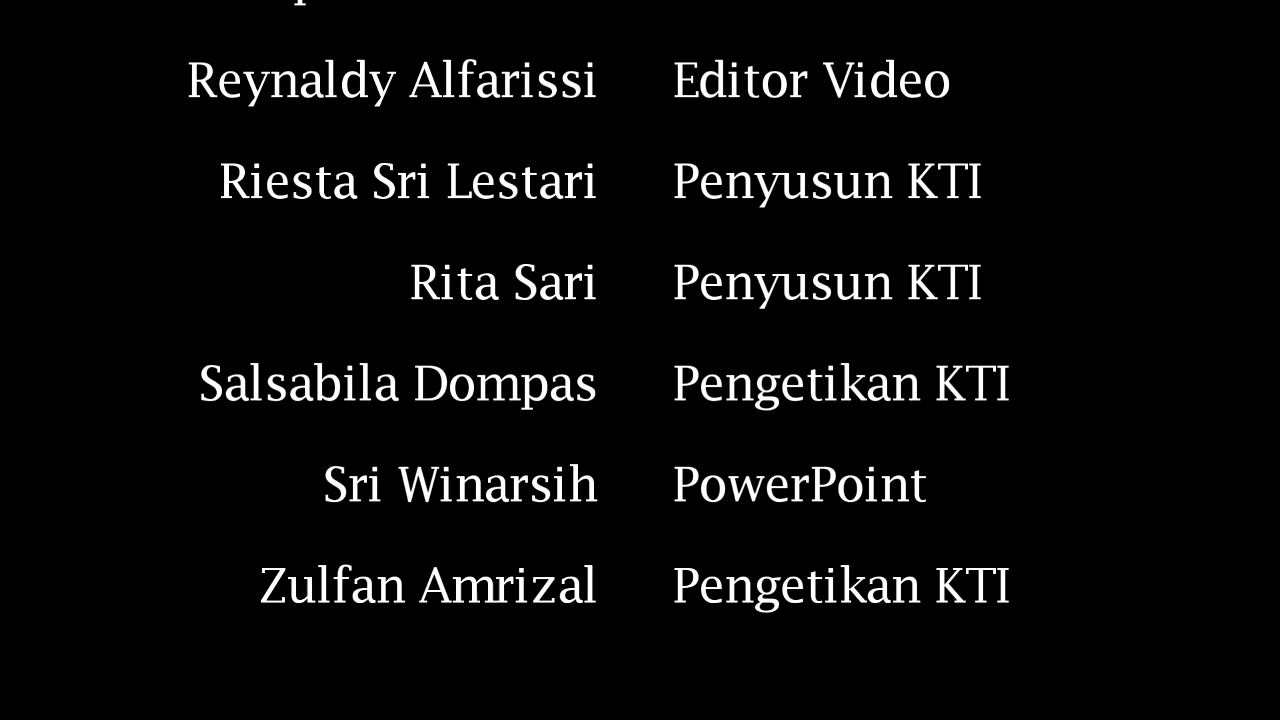 Reynaldy Alfarissi Editor Video
Riesta Sri Lestari Penyusun KTI
Rita Sari Penyusun KTI
Salsabila Dompas Pengetikan KTI
Sri Winarsih PowerPoint
Zulfan Amrizal Pengetikan KTI